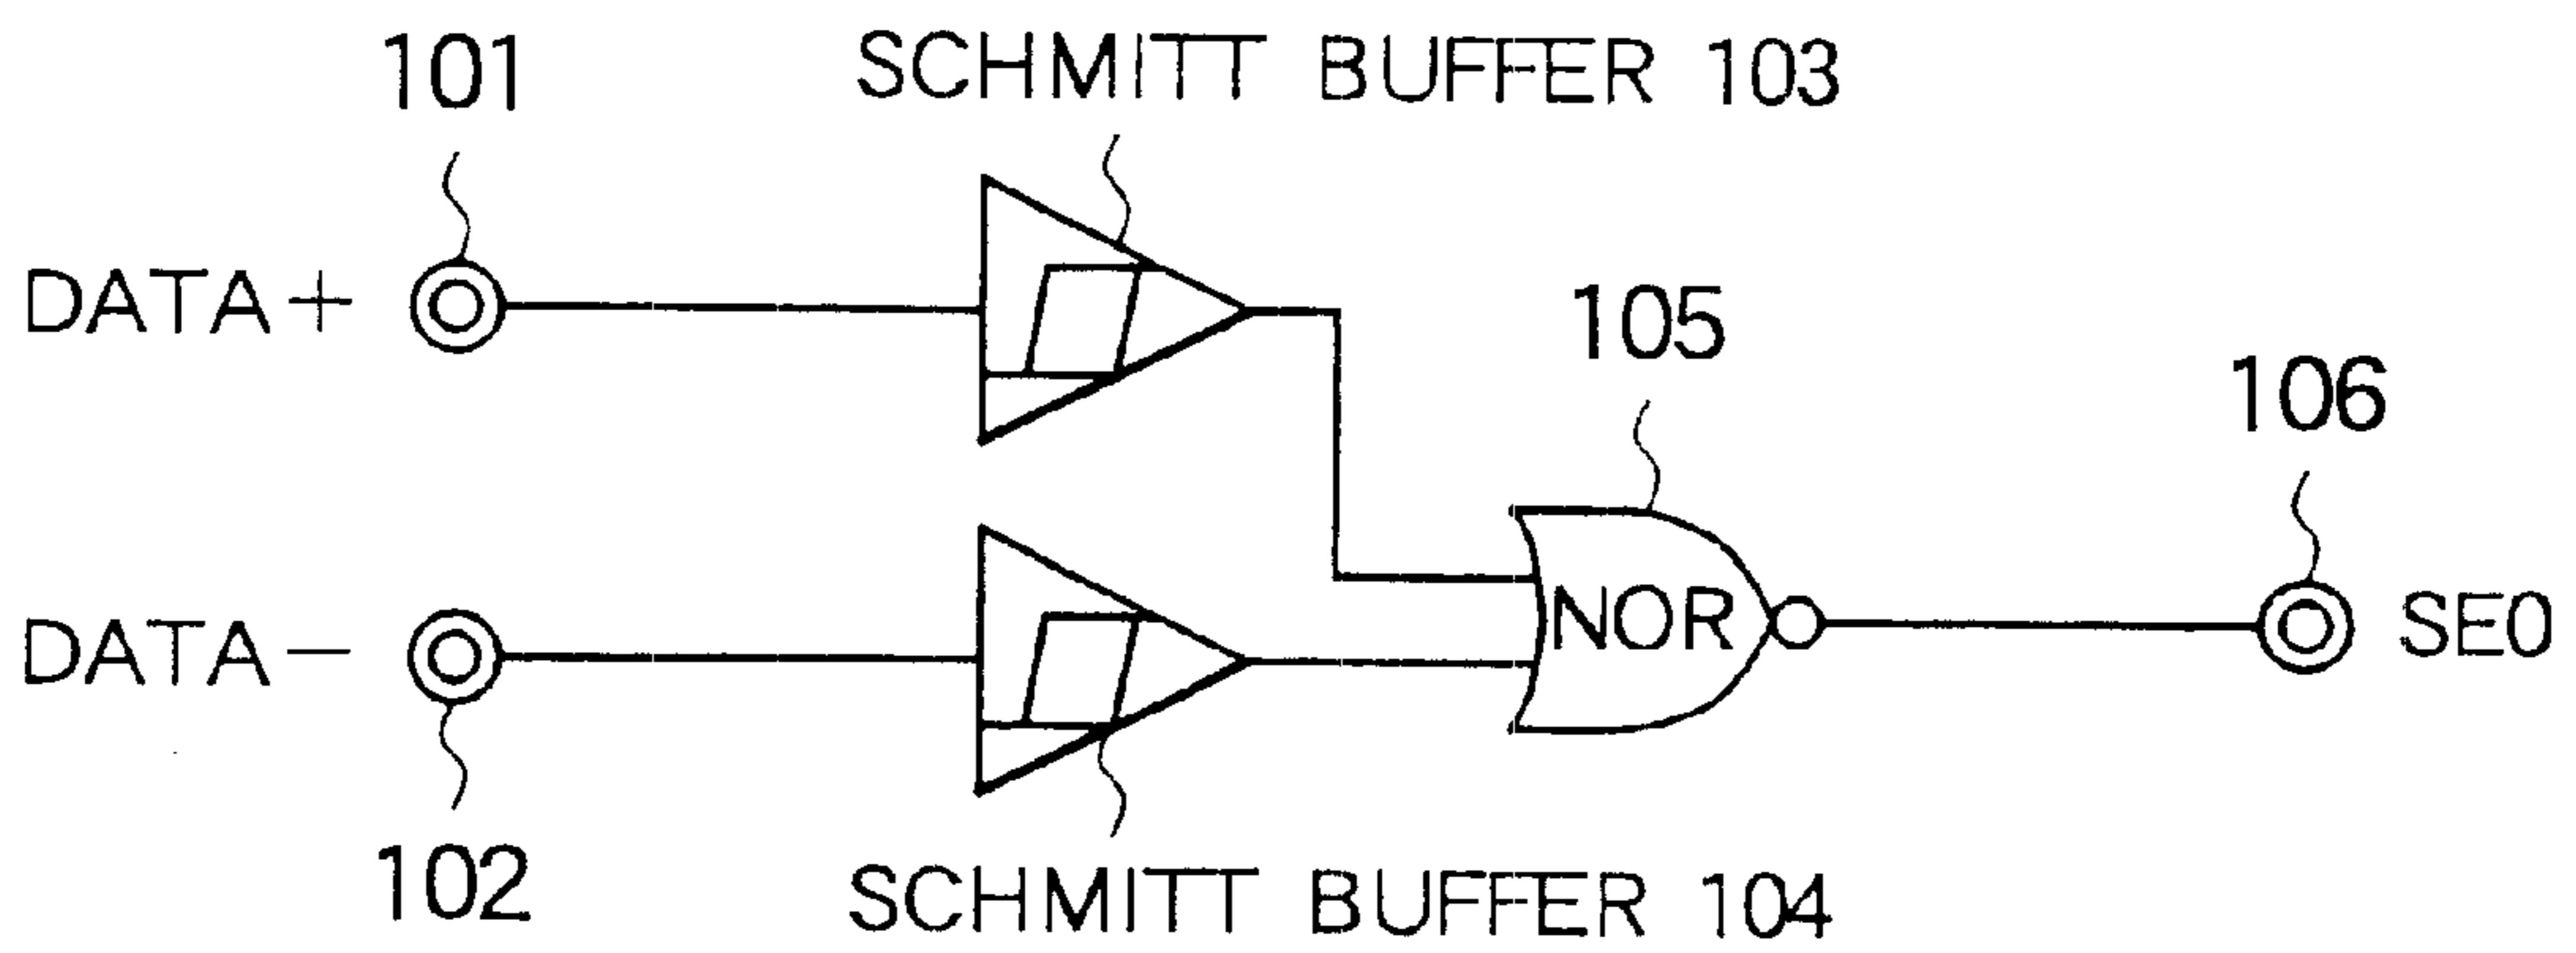 101
SCHMITT BUFFER 103
DATA+
105
106
NOR
SE0
DATA−
102
SCHMITT BUFFER 104